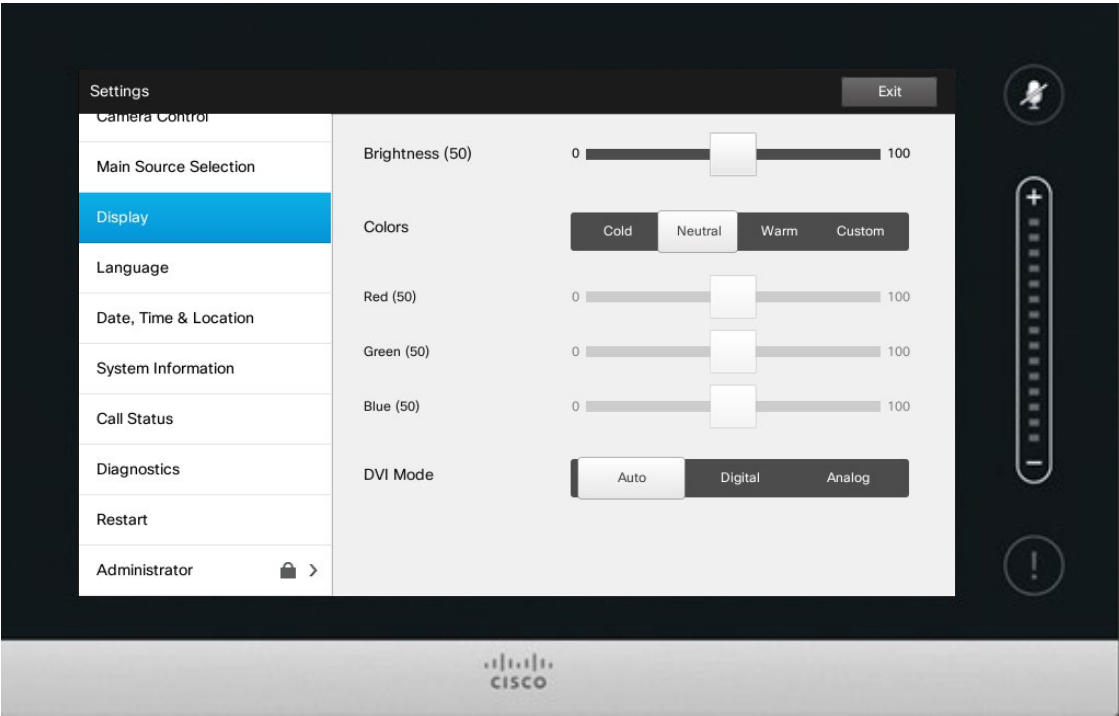 Settings
Exit
Camera Control
Main Source Selection
Display
Language
Date, Time & Location
System Information
Call Status
Diagnostics
Restart
Administrator
Brightness (50)
0
100
Colors
Cold Neutral Warm Custom
Red (50)
0
100
Green (50)
0
100
Blue (50)
0
100
DVI Mode
Auto Digital Analog
+
−
!
CISCO